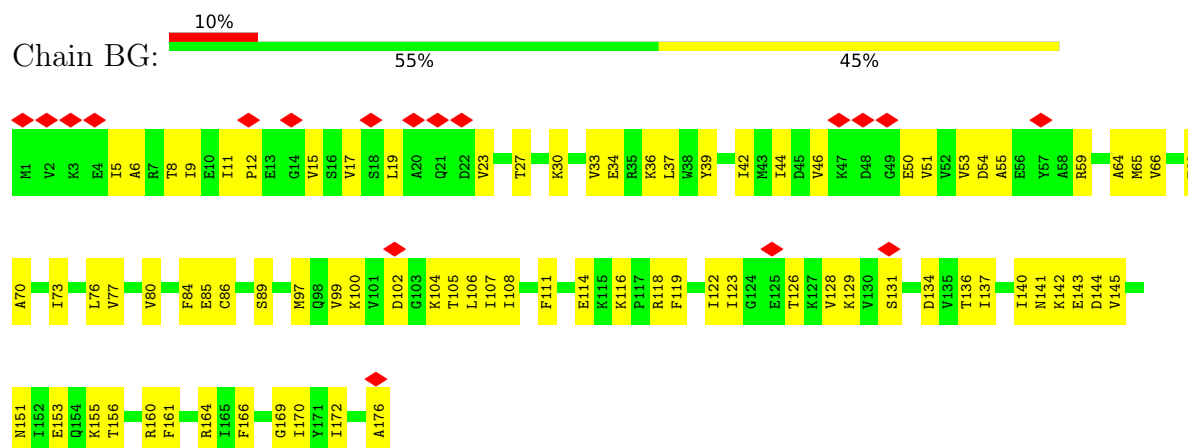 10%
Chain BG:
55% 45%
M1 V2 K3 E4 I5 A6 R7 T8 I9 E10 I11 P12 E13 G14 V15 S16 V17 S18 L19 A20 Q21 D22 V23 T27 K30 V33 E34 R35 K36 L37 W38 Y39 I42 M43 I44 D45 V46 K47 D48 G49 E50 V51 V52 V53 D54 A55 E56 Y57 A58 R59 A64 M65 V66
A70 I73 L76 V77 V80 F84 E85 C86 S89 M97 Q98 V99 K100 V101 D102 G103 K104 T105 L106 I107 I108 F111 E114 K115 K116 P117 R118 F119 I122 I123 G124 E125 T126 K127 V128 K129 V130 S131 D134 V135 T136 I137 I140 N141 K142 E143 D144 V145
N151 I152 E153 Q154 K155 T156 R160 F161 R164 I165 F166 G169 I170 Y171 I172 A176